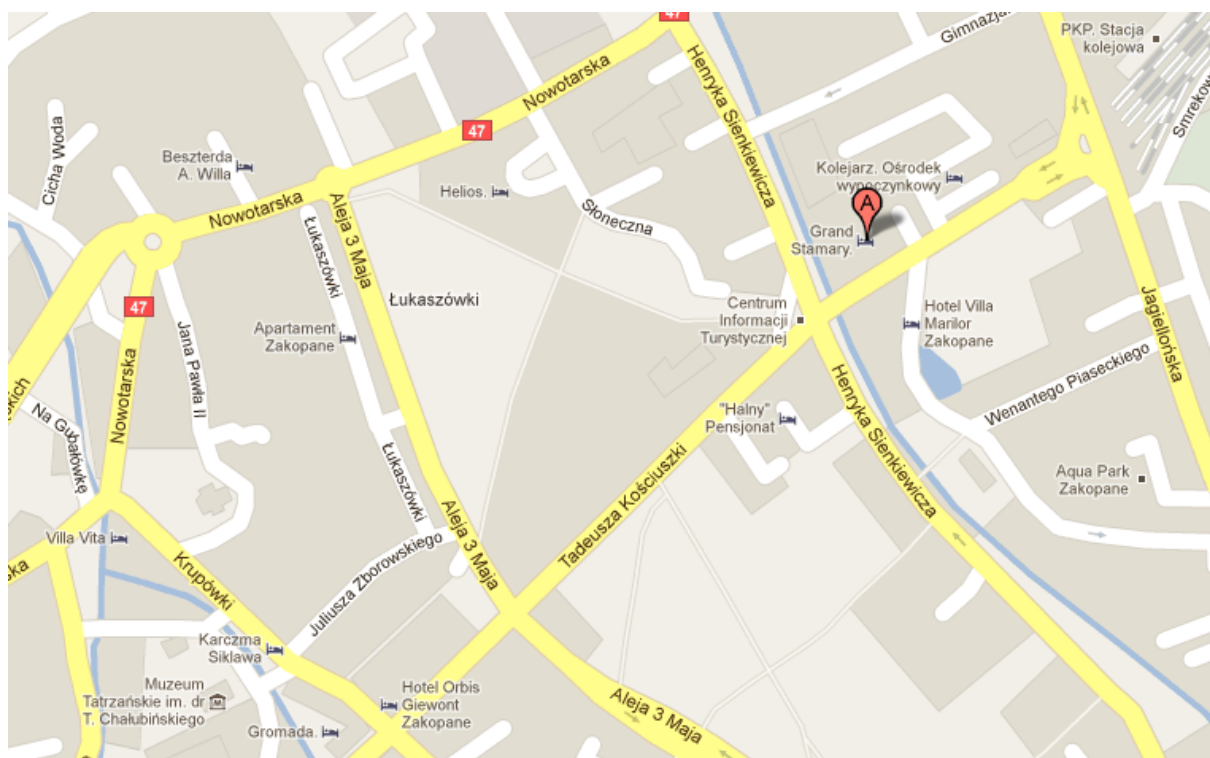 47
Gimnazja
PKP. Stacja
kolejowa
Nowotarska
Henryka Sienkiewicza
Smrekow
Cicha Woda
47
Beszterda
A. Willa
Helios.
Kolejarz. Ośrodek
wypoczynkowy
A
Nowotarska
Aleja 3 Maja
Słoneczna
Grand
Stamary.
Łukaszówki
Łukaszówki
47
Centrum
Informacji
Turystycznej
Hotel Villa
Marilor
Zakopane
Jagiellońska
Apartament
Zakopane
Jana Pawła II
Nowotarska
skich
Na Gubałówkę
Wenantego Piaseckiego
Henryka Sienkiewicza
"Halny"
Pensjonat
Łukaszówki
Aqua Park
Zakopane
Tadeusza Kościuszki
Aleja 3 Maja
Villa Vita
ska
Krupówki
Juliusza Zborowskiego
Karczma
Siklawa
Muzeum
Tatrzańskie im. dr
T. Chałubińskiego
M
Hotel Orbis
Giewont
Zakopane
Gromada.
Aleja 3 Maja